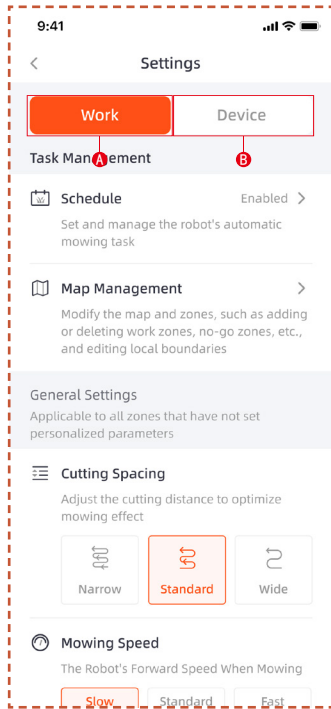 9:41
Settings
Work
Device
A
B
Task Management
Schedule
Enabled
Set and manage the robot's automatic
mowing task
Map Management
Modify the map and zones, such as adding
or deleting work zones, no-go zones, etc.,
and editing local boundaries
General Settings
Applicable to all zones that have not set
personalized parameters
Cutting Spacing
Adjust the cutting distance to optimize
mowing effect
Narrow
Standard
Wide
Mowing Speed
The Robot's Forward Speed When Mowing
Slow
Standard
Fast